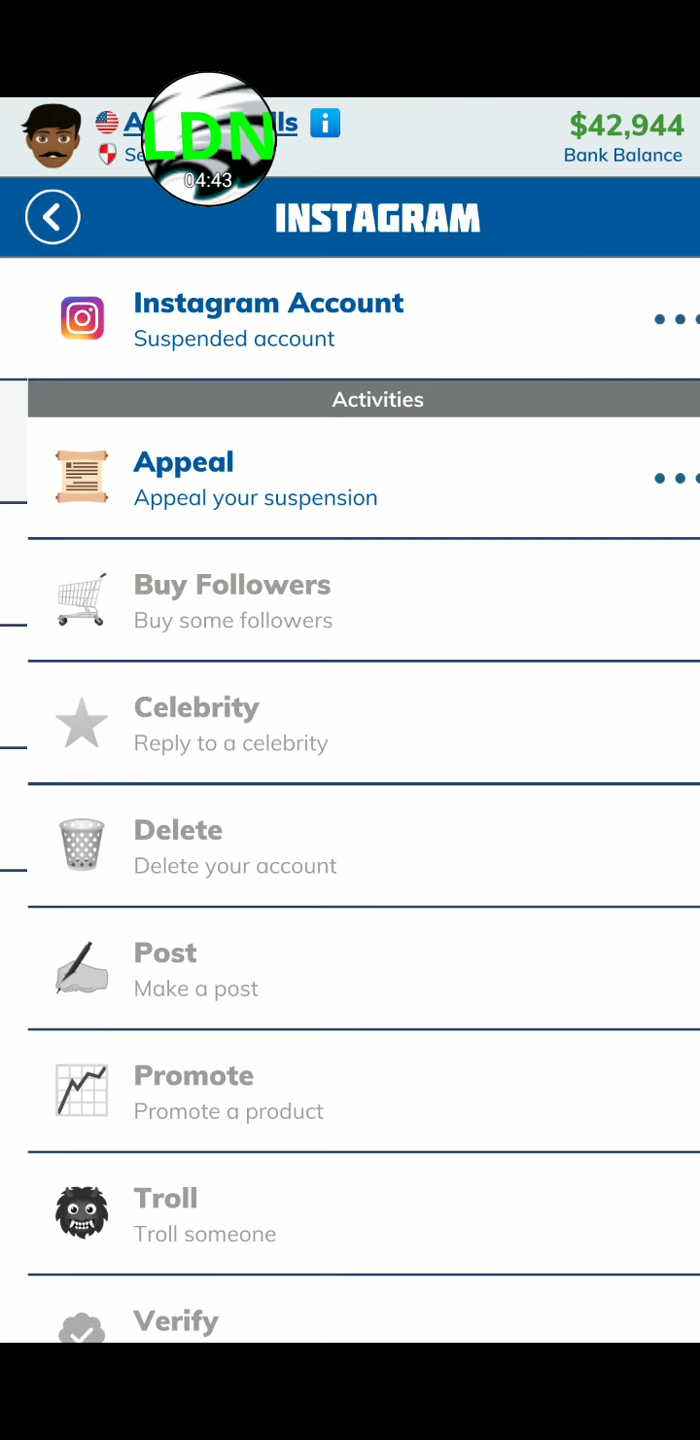 $42,944
LDN
04:43
Bank Balance
INSTAGRAM
Instagram Account
Suspended account
Activities
Appeal
Appeal your suspension
Buy Followers
Buy some followers
Celebrity
Reply to a celebrity
Delete
Delete your account
Post
Make a post
Promote
Promote a product
Troll
Troll someone
Verify